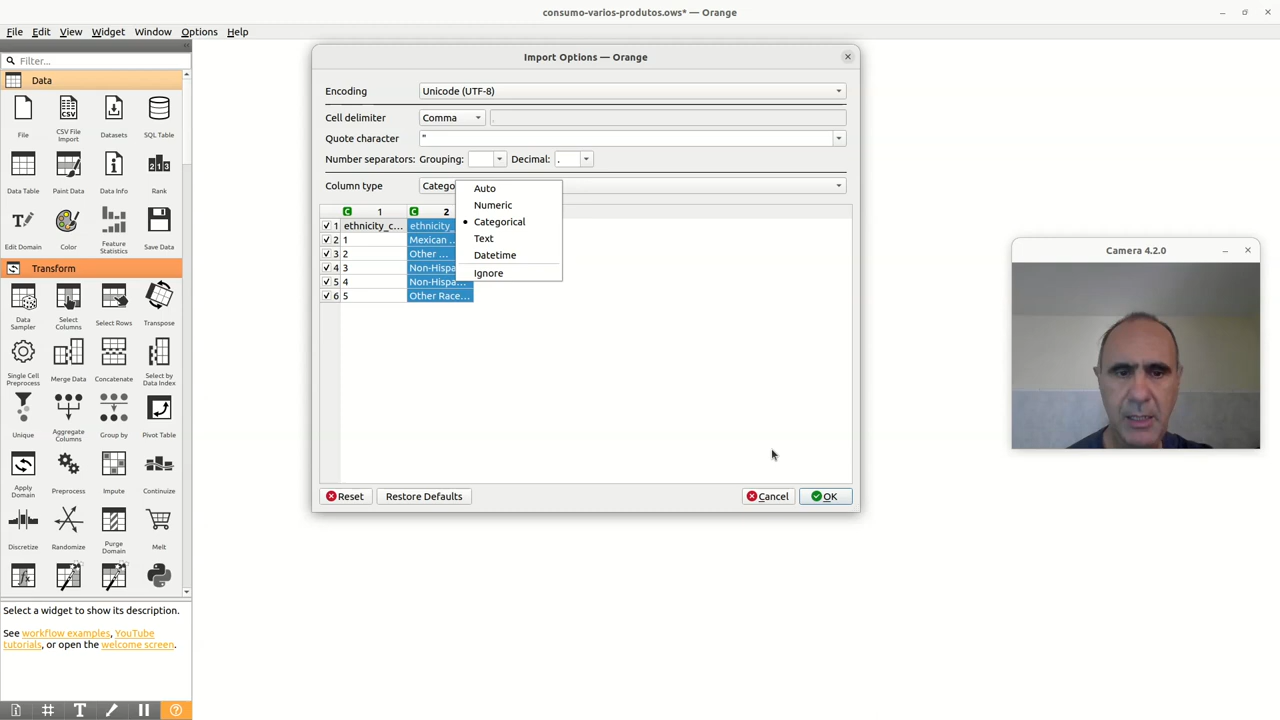 consumo-varios-produtos.ows* — Orange
File Edit View Widget Window Options Help
Filter...
Data
File
CSV File Import
Datasets
SQL Table
Data Table
Paint Data
Data Info
Rank
Edit Domain
Color
Feature Statistics
Save Data
Transform
Data Sampler
Select Columns
Select Rows
Transpose
Single Cell Preprocess
Merge Data
Concatenate
Select by Data Index
Unique
Aggregate Columns
Group by
Pivot Table
Apply Domain
Preprocess
Impute
Continuize
Discretize
Randomize
Purge Domain
Melt
Select a widget to show its description.
See workflow examples, YouTube
tutorials, or open the welcome screen.
Import Options — Orange
Encoding Unicode (UTF-8)
Cell delimiter Comma ,
Quote character "
Number separators: Grouping: Decimal: .
Column type Catego
C 1 C 2
1 ethnicity_c... ethnicity_
2 1 Mexican ...
3 2 Other ...
4 3 Non-Hispa
5 4 Non-Hispa...
6 5 Other Race...
Auto
Numeric
Categorical
Text
Datetime
Ignore
Reset Restore Defaults Cancel OK
Camera 4.2.0